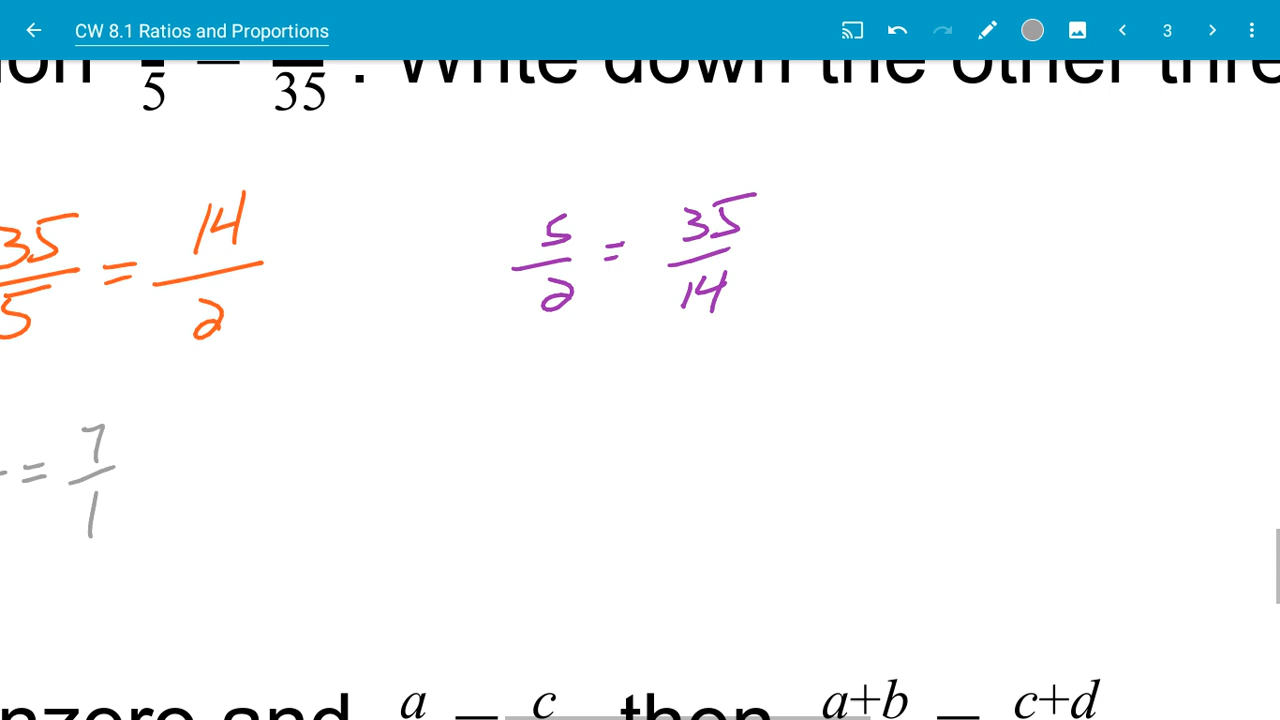 CW 8.1 Ratios and Proportions 3
5 = 35 . Write down the other thre
35/5 = 14/2 5/2 = 35/14
= 7/1
nzero and a = c then a+b = c+d